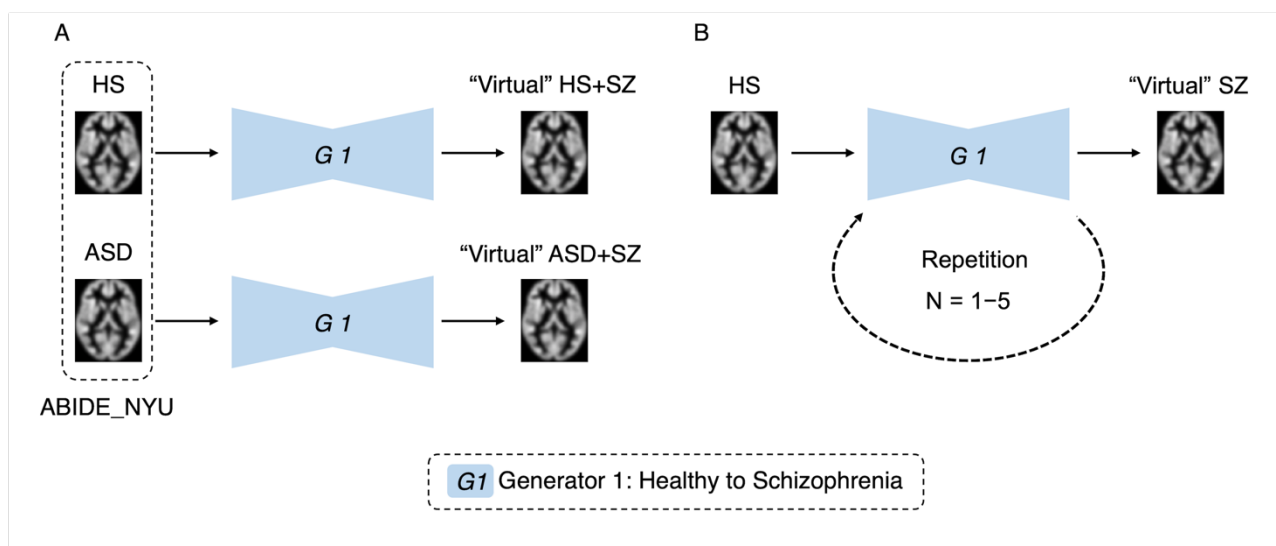 A
HS
G 1
“Virtual” HS+SZ
ASD
G 1
“Virtual” ASD+SZ
ABIDE_NYU
B
HS
G 1
“Virtual” SZ
Repetition
N = 1−5
G1 Generator 1: Healthy to Schizophrenia